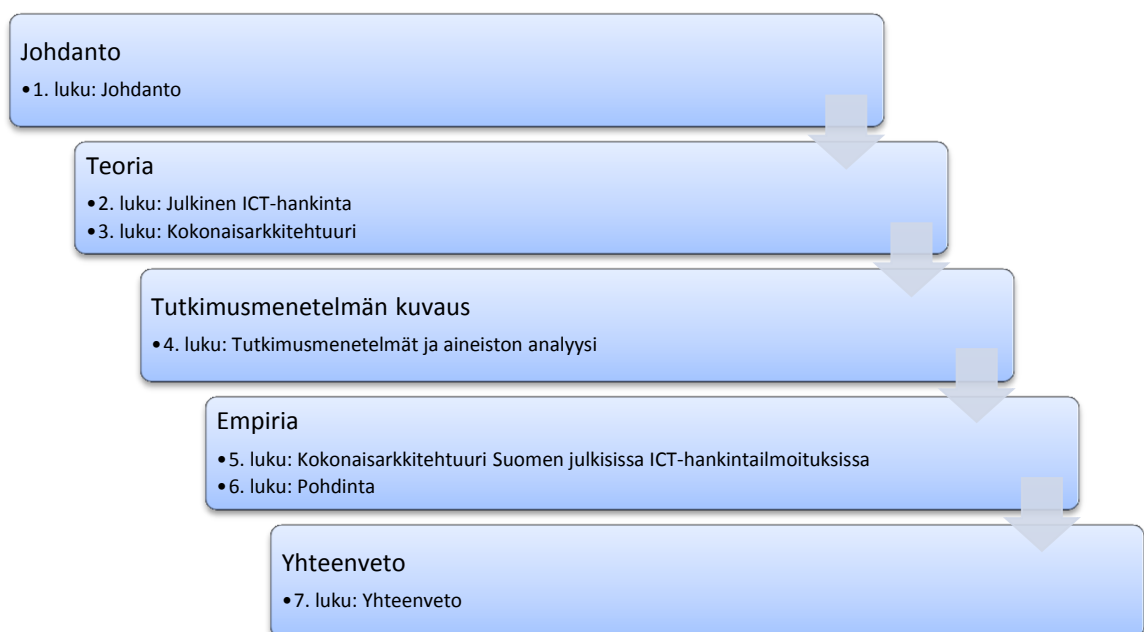 Johdanto
•1. luku: Johdanto
Teoria
•2. luku: Julkinen ICT-hankinta
•3. luku: Kokonaisarkkitehtuuri
Tutkimusmenetelmän kuvaus
•4. luku: Tutkimusmenetelmät ja aineiston analyysi
Empiria
•5. luku: Kokonaisarkkitehtuuri Suomen julkisissa ICT-hankintailmoituksissa
•6. luku: Pohdinta
Yhteenveto
•7. luku: Yhteenveto